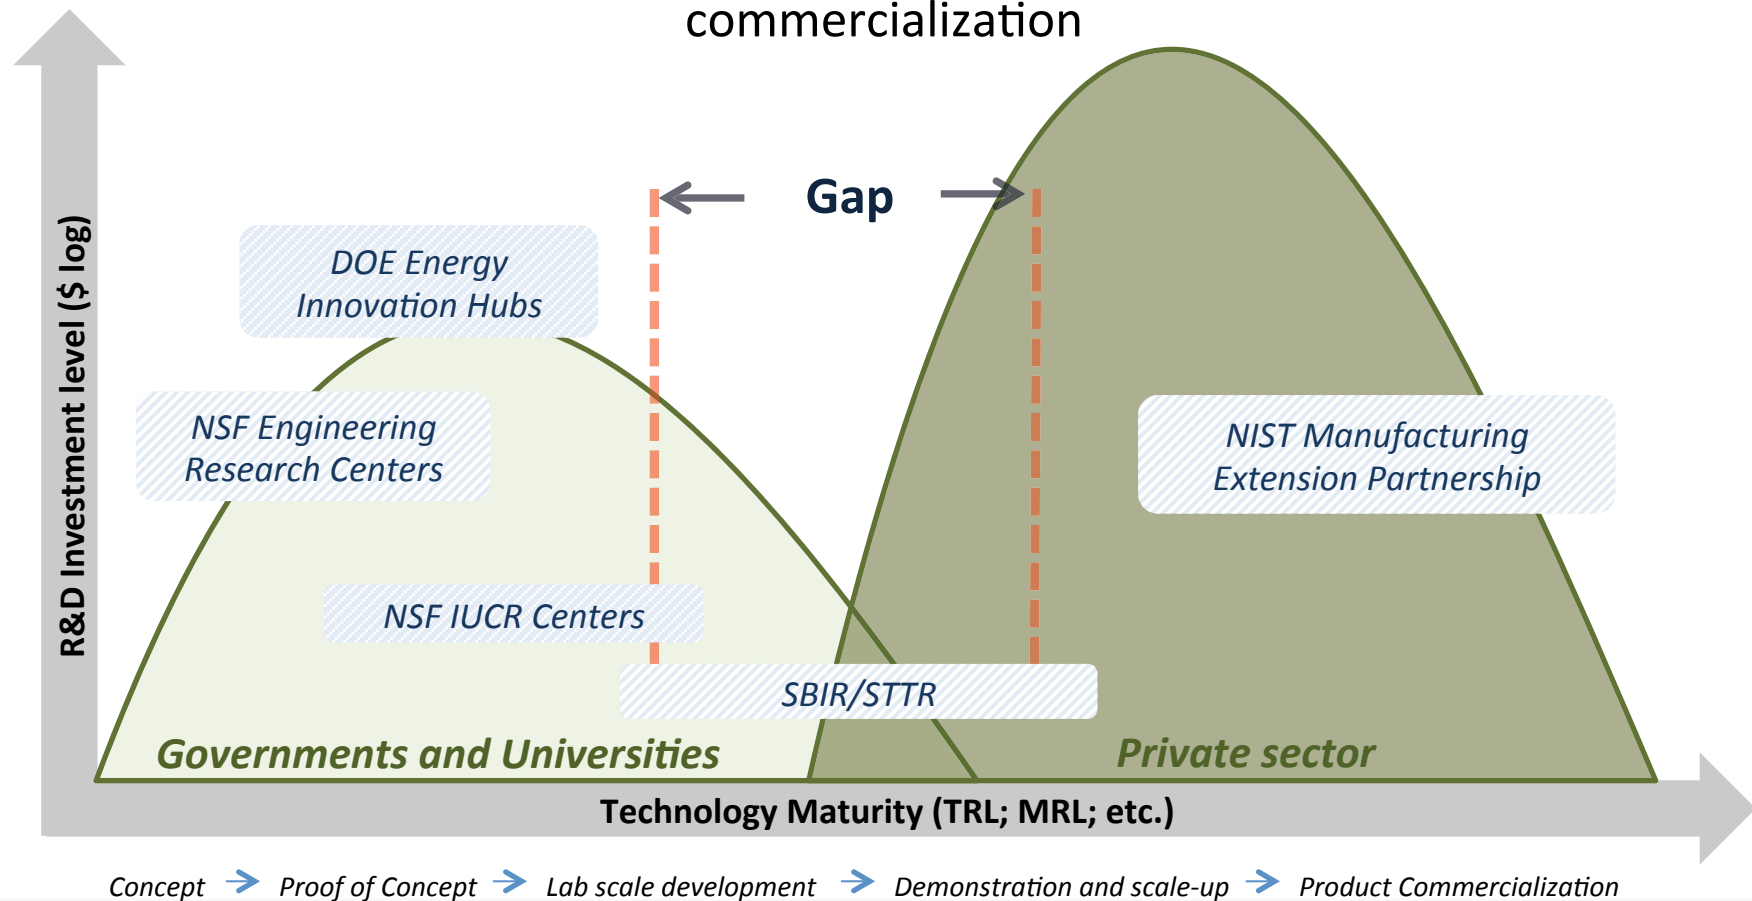 commercialization
R&D Investment level ($ log)
Gap
DOE Energy
Innovation Hubs
NSF Engineering
Research Centers
NIST Manufacturing
Extension Partnership
NSF IUCR Centers
SBIR/STTR
Governments and Universities
Private sector
Technology Maturity (TRL; MRL; etc.)
Concept
Proof of Concept
Lab scale development
Demonstration and scale-up
Product Commercialization